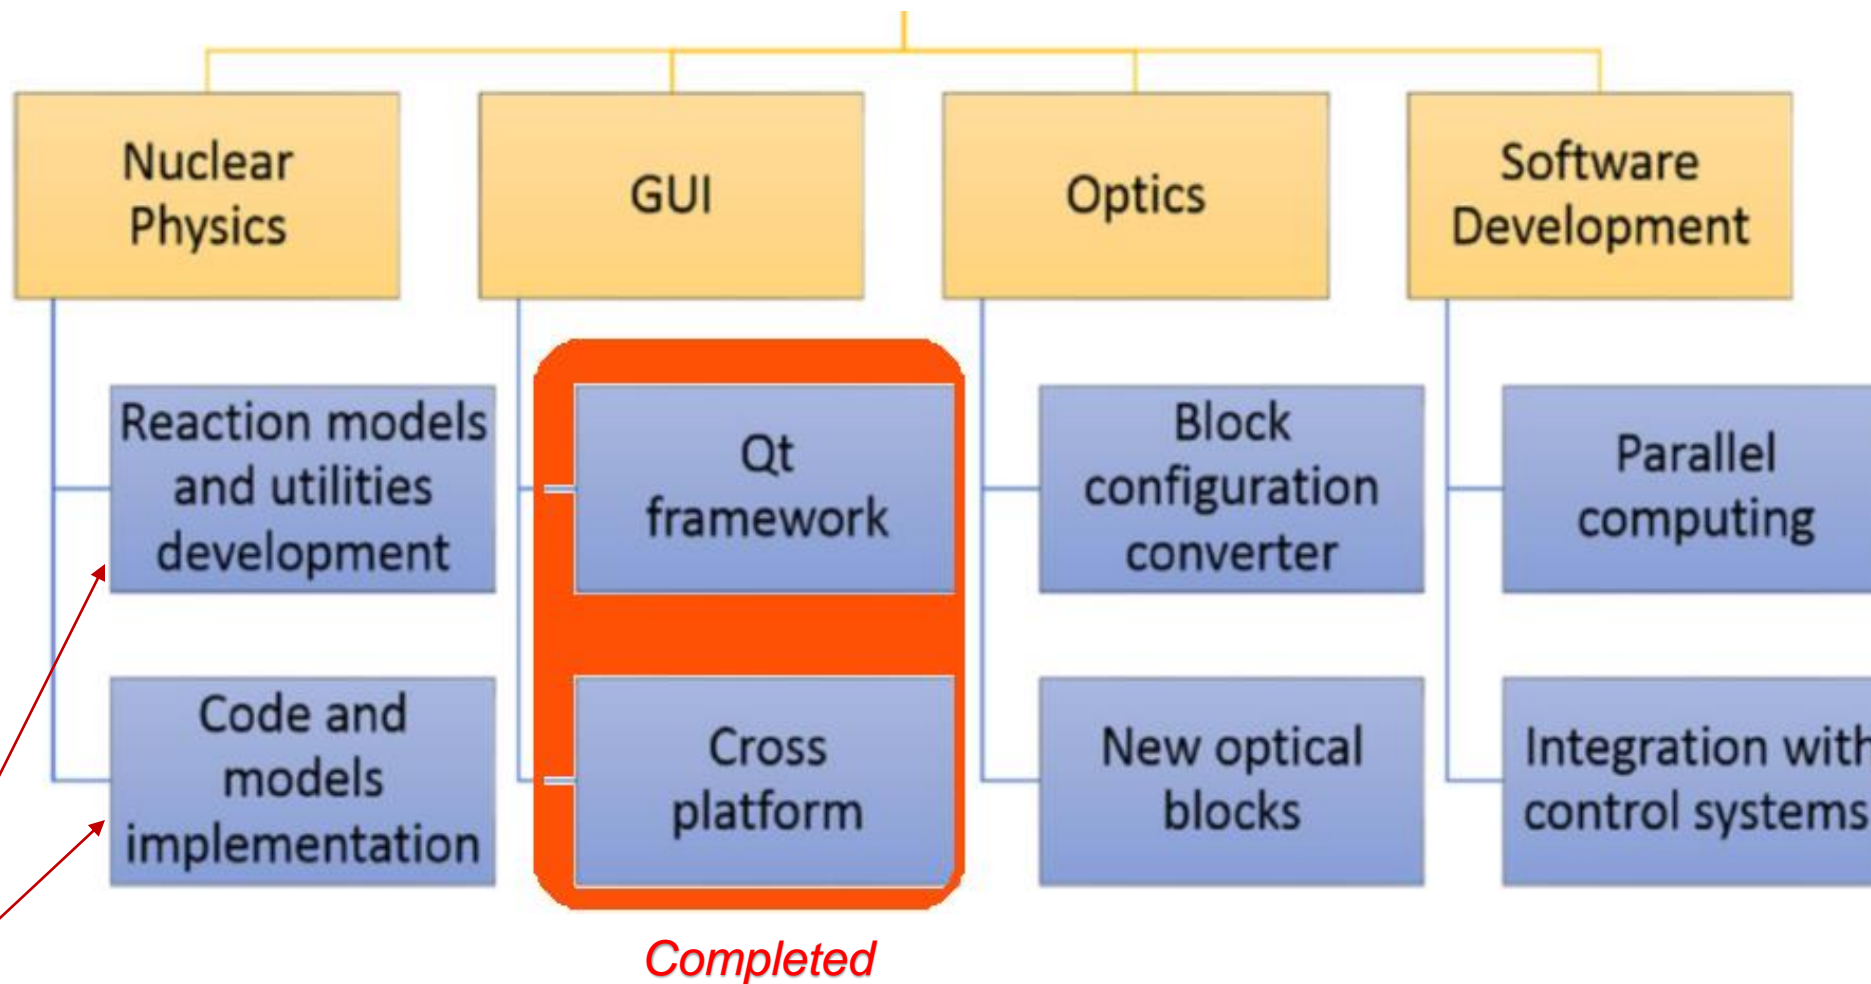 Nuclear
Physics
GUI
Optics
Software
Development
Reaction models
and utilities
development
Qt
framework
Block
configuration
converter
Parallel
computing
Code and
models
implementation
Cross
platform
New optical
blocks
Integration with
control systems
Completed